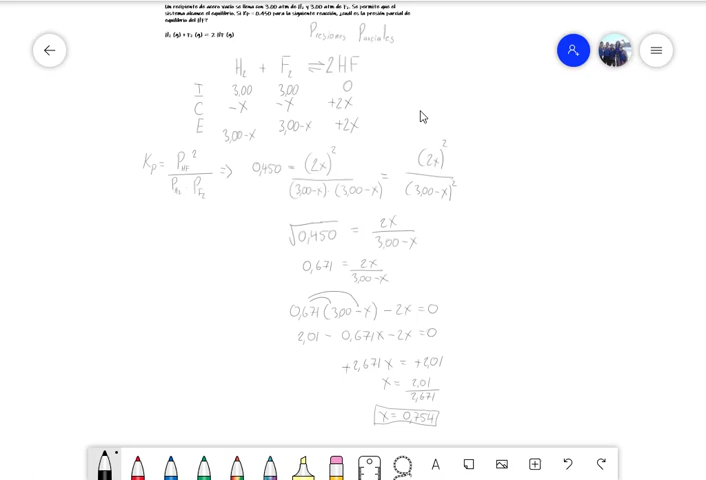 Un recipiente de acero vacío se llena con 3.00 atm de H₂ y 3.00 atm de F₂. Se permite que el
sistema alcance el equilibrio. Si Kp = 0.450 para la siguiente reacción, ¿cuál es la presión parcial de
equilibrio del HF?
H₂ (g) + F₂ (g) = 2 HF (g)
Presiones Parciales
H₂ + F₂ ⇌ 2HF
I 3,00 3,00 0
C -x -x +2x
E 3,00-x 3,00-x +2x
Kp = P_HF² / P_H₂ · P_F₂ => 0,450 = (2x)² / (3,00-x) · (3,00-x) = (2x)² / (3,00-x)²
√0,450 = 2x / 3,00-x
0,671 = 2x / 3,00-x
0,671 (3,00-x) - 2x = 0
2,01 - 0,671x - 2x = 0
+2,671x = +2,01
x = 2,01 / 2,671
x = 0,754
A